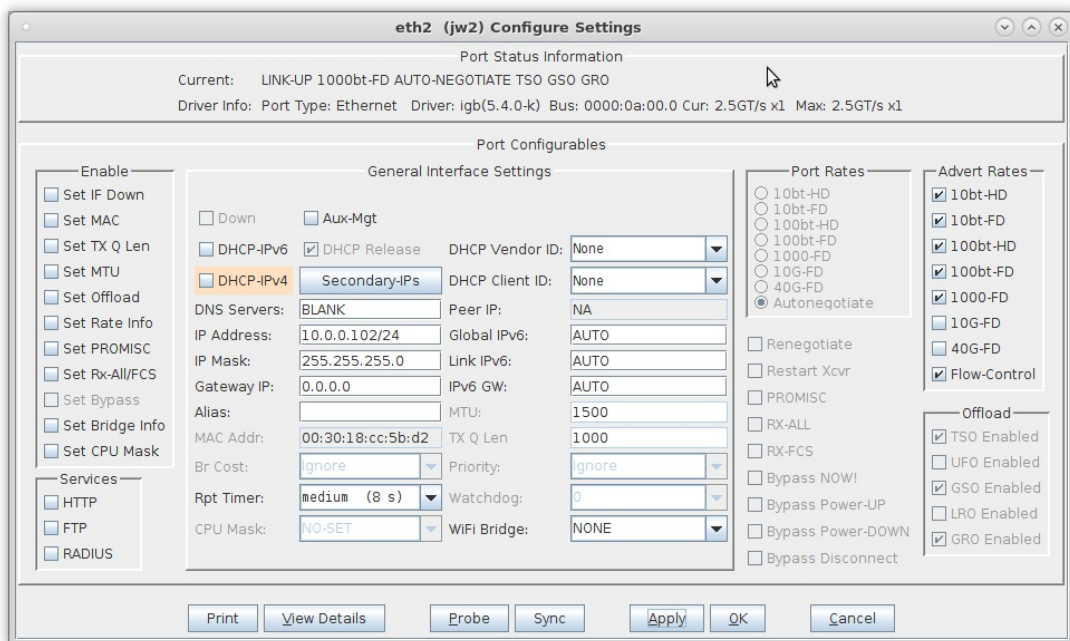 eth2 (jw2) Configure Settings
Port Status Information
Current: LINK-UP 1000bt-FD AUTO-NEGOTIATE TSO GSO GRO
Driver Info: Port Type: Ethernet Driver: igb(5.4.0-k) Bus: 0000:0a:00.0 Cur: 2.5GT/s x1 Max: 2.5GT/s x1
Port Configurables
Enable
Set IF Down
Set MAC
Set TX Q Len
Set MTU
Set Offload
Set Rate Info
Set PROMISC
Set Rx-All/FCS
Set Bypass
Set Bridge Info
Set CPU Mask
Services
HTTP
FTP
RADIUS
General Interface Settings
Down Aux-Mgt
DHCP-IPv6 DHCP Release DHCP Vendor ID: None
DHCP-IPv4 Secondary-IPs DHCP Client ID: None
DNS Servers: BLANK Peer IP: NA
IP Address: 10.0.0.102/24 Global IPv6: AUTO
IP Mask: 255.255.255.0 Link IPv6: AUTO
Gateway IP: 0.0.0.0 IPv6 GW: AUTO
Alias: MTU: 1500
MAC Addr: 00:30:18:cc:5b:d2 TX Q Len 1000
Br Cost: Ignore Priority: Ignore
Rpt Timer: medium (8 s) Watchdog: 0
CPU Mask: NO-SET WiFi Bridge: NONE
Port Rates
10bt-HD
10bt-FD
100bt-HD
100bt-FD
1000-FD
10G-FD
40G-FD
Autonegotiate
Renegotiate
Restart Xcvr
PROMISC
RX-ALL
RX-FCS
Bypass NOW!
Bypass Power-UP
Bypass Power-DOWN
Bypass Disconnect
Advert Rates
10bt-HD
10bt-FD
100bt-HD
100bt-FD
1000-FD
10G-FD
40G-FD
Flow-Control
Offload
TSO Enabled
UFO Enabled
GSO Enabled
LRO Enabled
GRO Enabled
Print View Details Probe Sync Apply OK Cancel